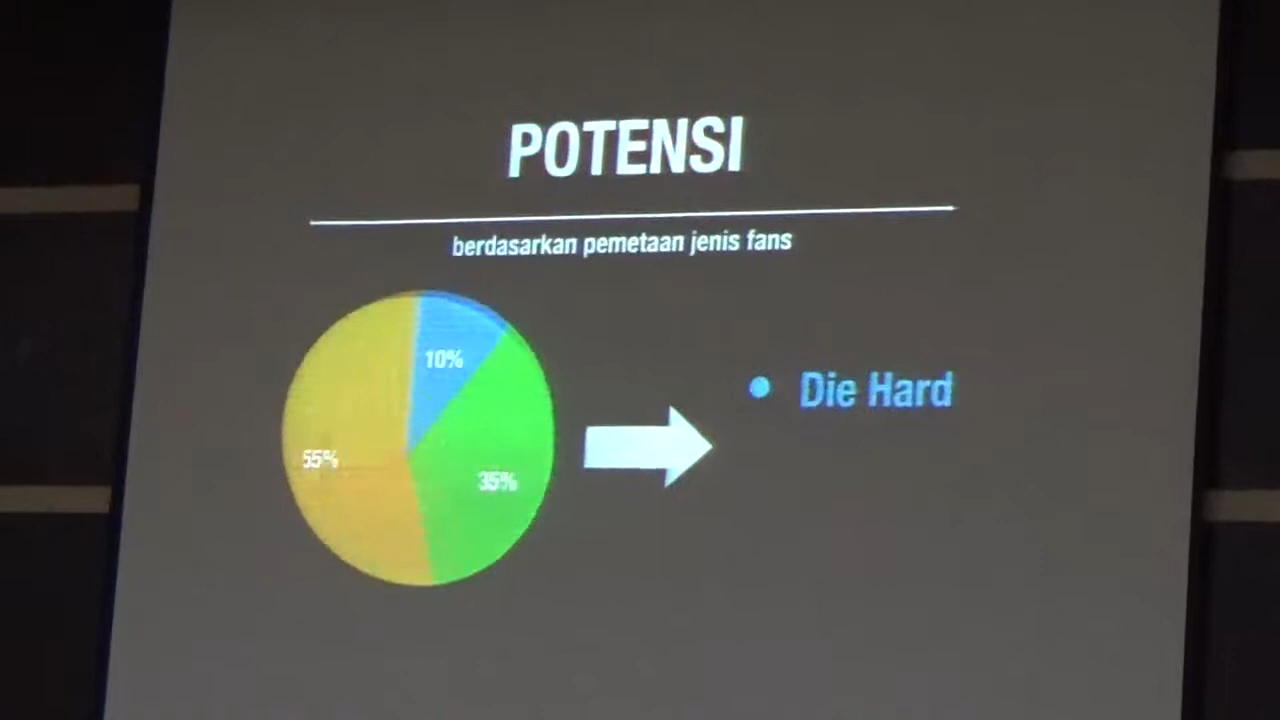 POTENSI
berdasarkan pemetaan jenis fans
10%
55%
35%
• Die Hard